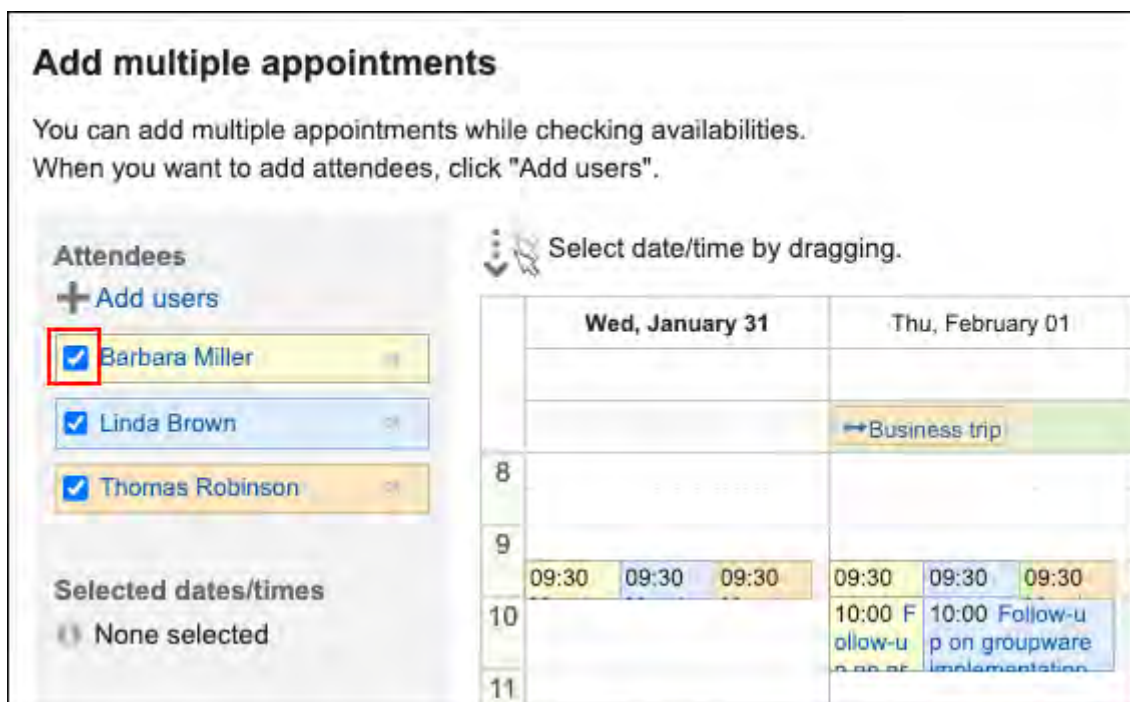 Add multiple appointments
You can add multiple appointments while checking availabilities.
When you want to add attendees, click "Add users".
Attendees
Add users
Barbara Miller
Linda Brown
Thomas Robinson
Selected dates/times
None selected
Select date/time by dragging.
Wed, January 31 Thu, February 01
Business trip
8
9
09:30 09:30 09:30 09:30 09:30 09:30
10
10:00 F
ollow-u
10:00 Follow-u
p on groupware
implementation
11